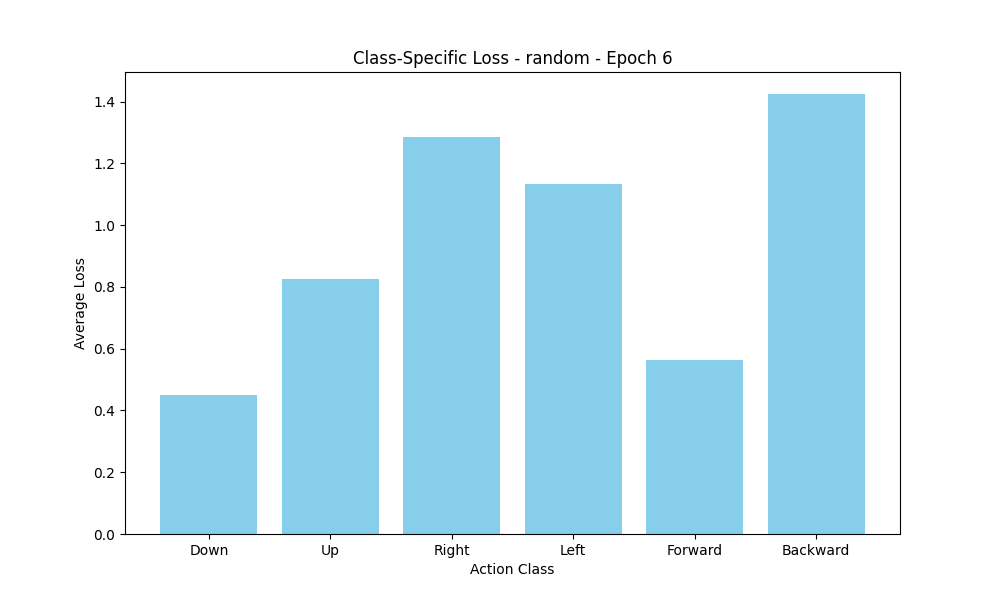 Class-Specific Loss - random - Epoch 6
Average Loss
1.4
1.2
1.0
0.8
0.6
0.4
0.2
0.0
Down Up Right Left Forward Backward
Action Class